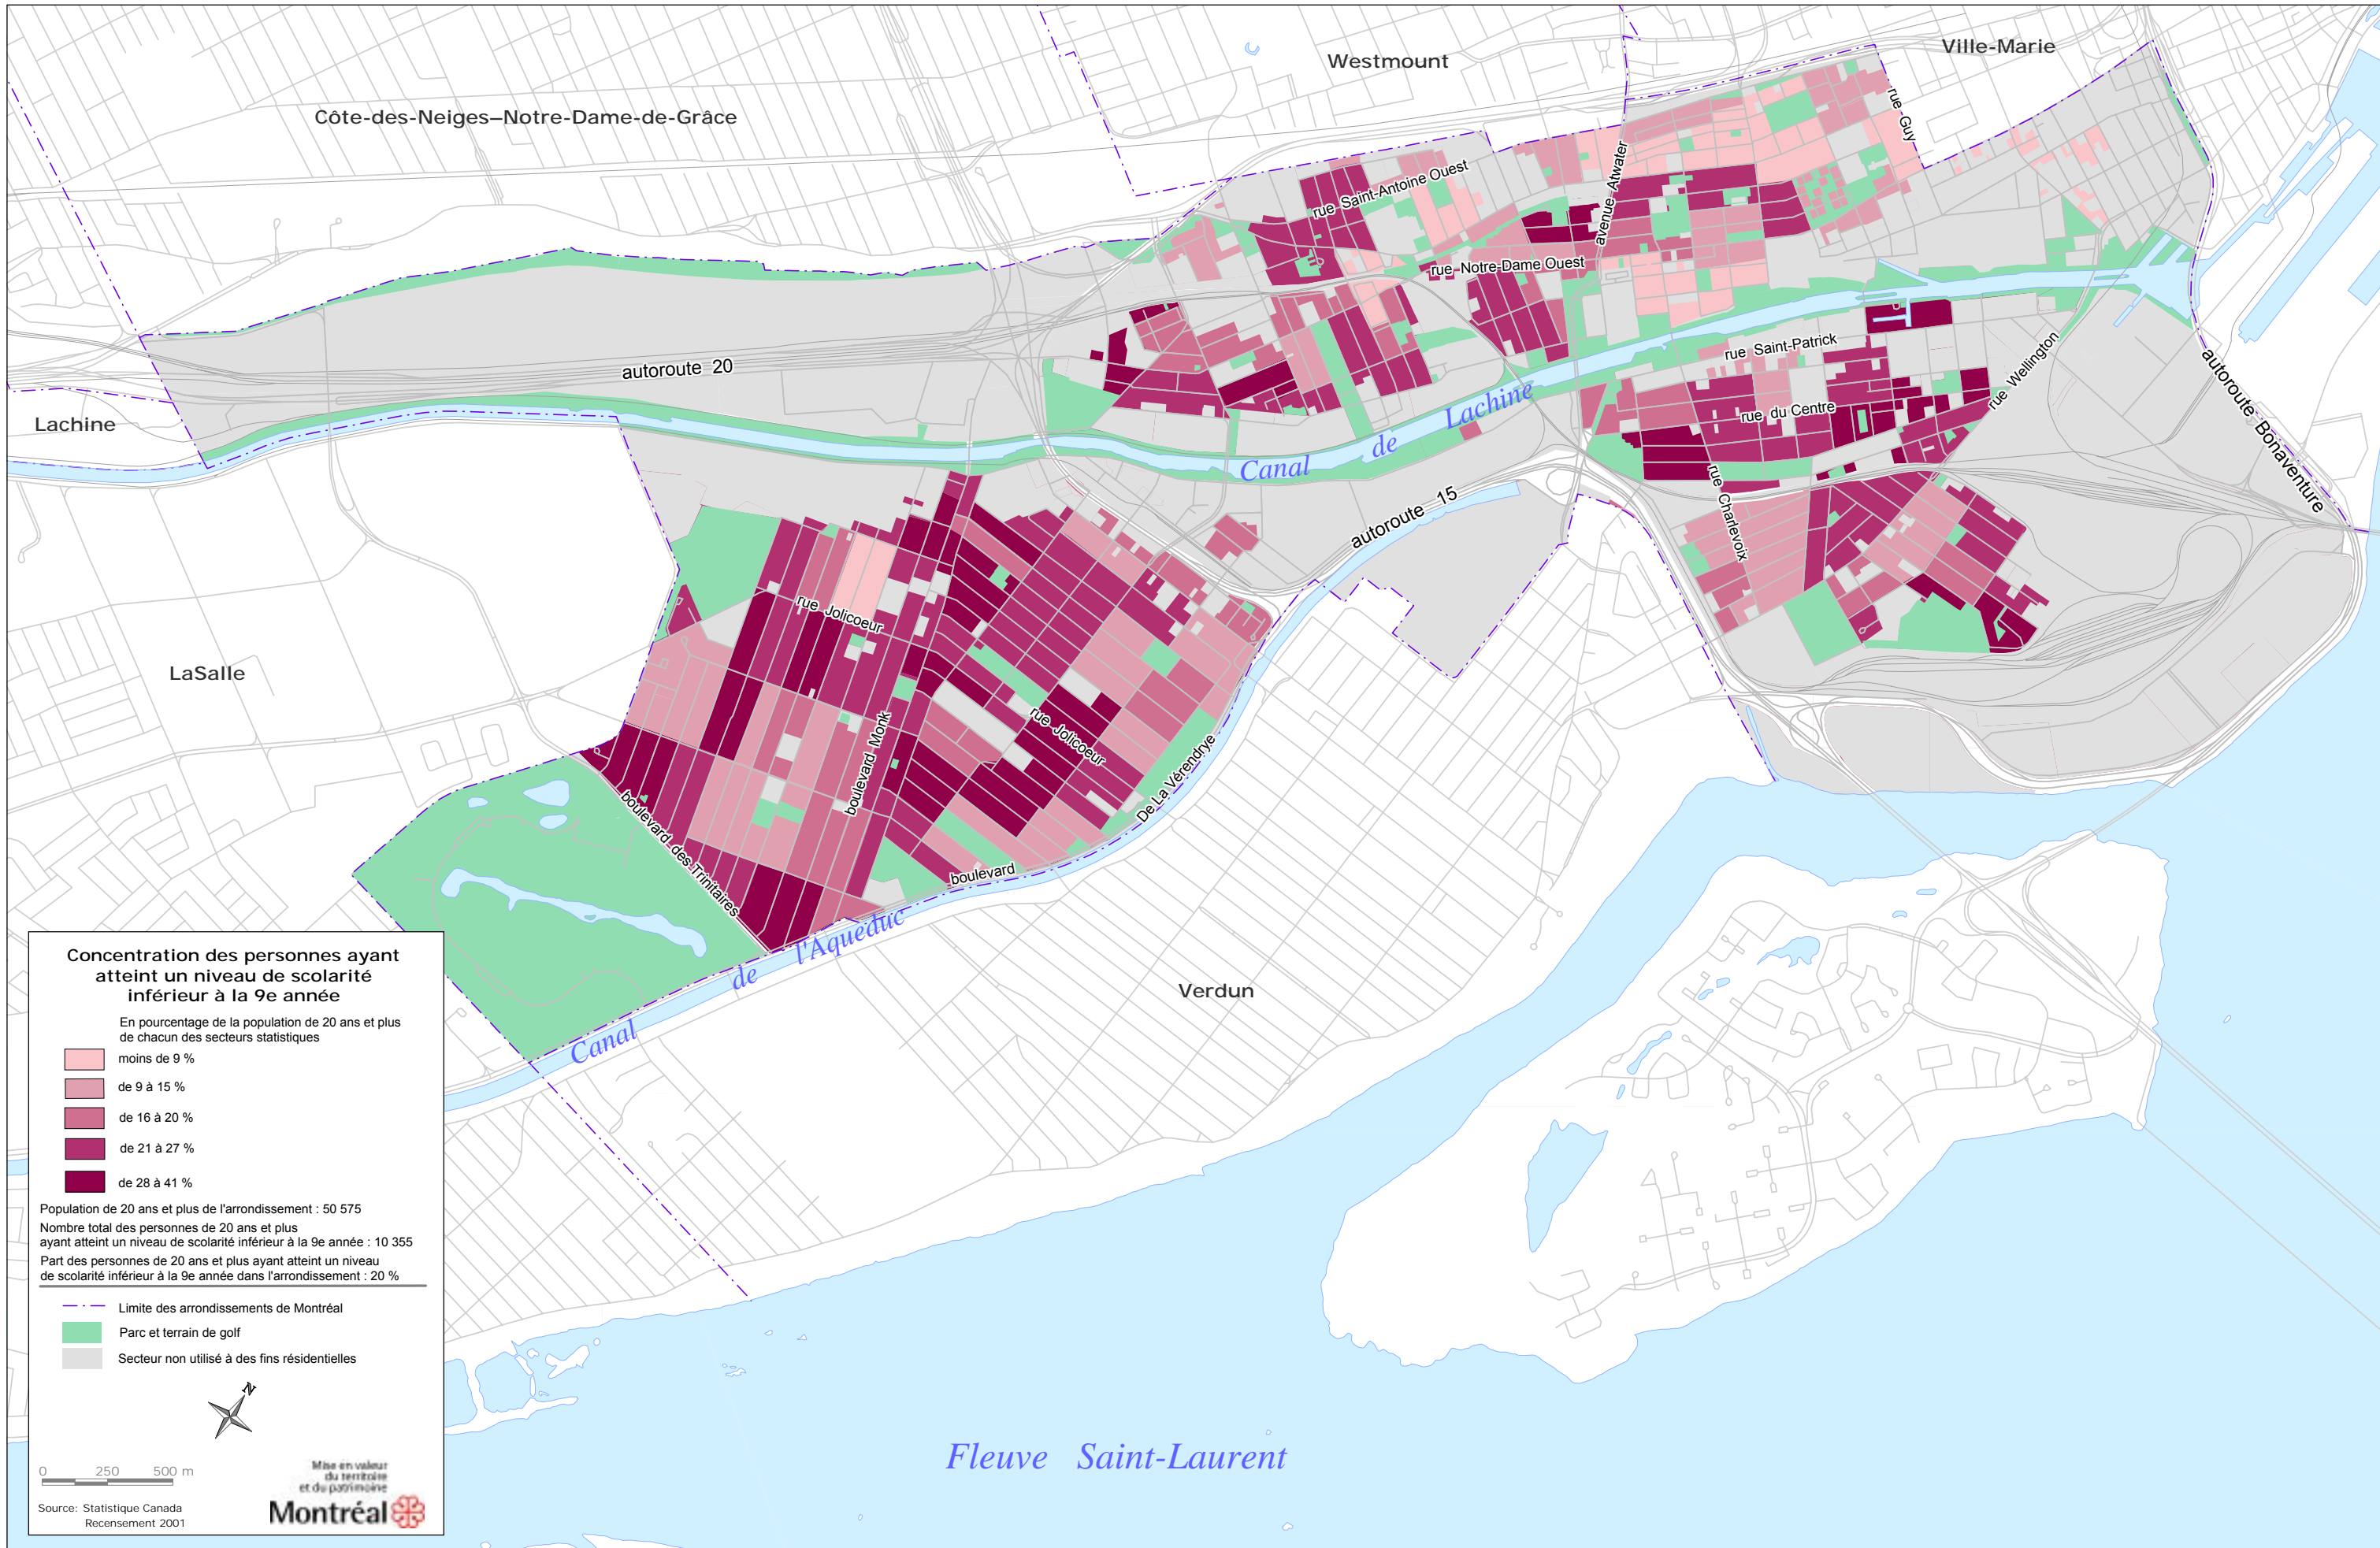 Westmount
Ville-Marie
Côte-des-Neiges–Notre-Dame-de-Grâce
rue Guy
rue Saint-Antoine Ouest
avenue Atwater
rue Notre-Dame Ouest
autoroute 20
rue Saint-Patrick
rue Wellington
autoroute Bonaventure
Lachine
rue du Centre
Canal de Lachine
rue Charlevoix
autoroute 15
rue Jolicoeur
LaSalle
rue Jolicoeur
boulevard Monk
De La Vérendrye
boulevard des Trinitaires
boulevard
Canal de l'Aqueduc
Verdun
Fleuve Saint-Laurent
Concentration des personnes ayant
atteint un niveau de scolarité
inférieur à la 9e année
En pourcentage de la population de 20 ans et plus
de chacun des secteurs statistiques
moins de 9 %
de 9 à 15 %
de 16 à 20 %
de 21 à 27 %
de 28 à 41 %
Population de 20 ans et plus de l'arrondissement : 50 575
Nombre total des personnes de 20 ans et plus
ayant atteint un niveau de scolarité inférieur à la 9e année : 10 355
Part des personnes de 20 ans et plus ayant atteint un niveau
de scolarité inférieur à la 9e année dans l'arrondissement : 20 %
Limite des arrondissements de Montréal
Parc et terrain de golf
Secteur non utilisé à des fins résidentielles
N
0 250 500 m
Source: Statistique Canada
Recensement 2001
Mise en valeur
du territoire
et du patrimoine
Montréal